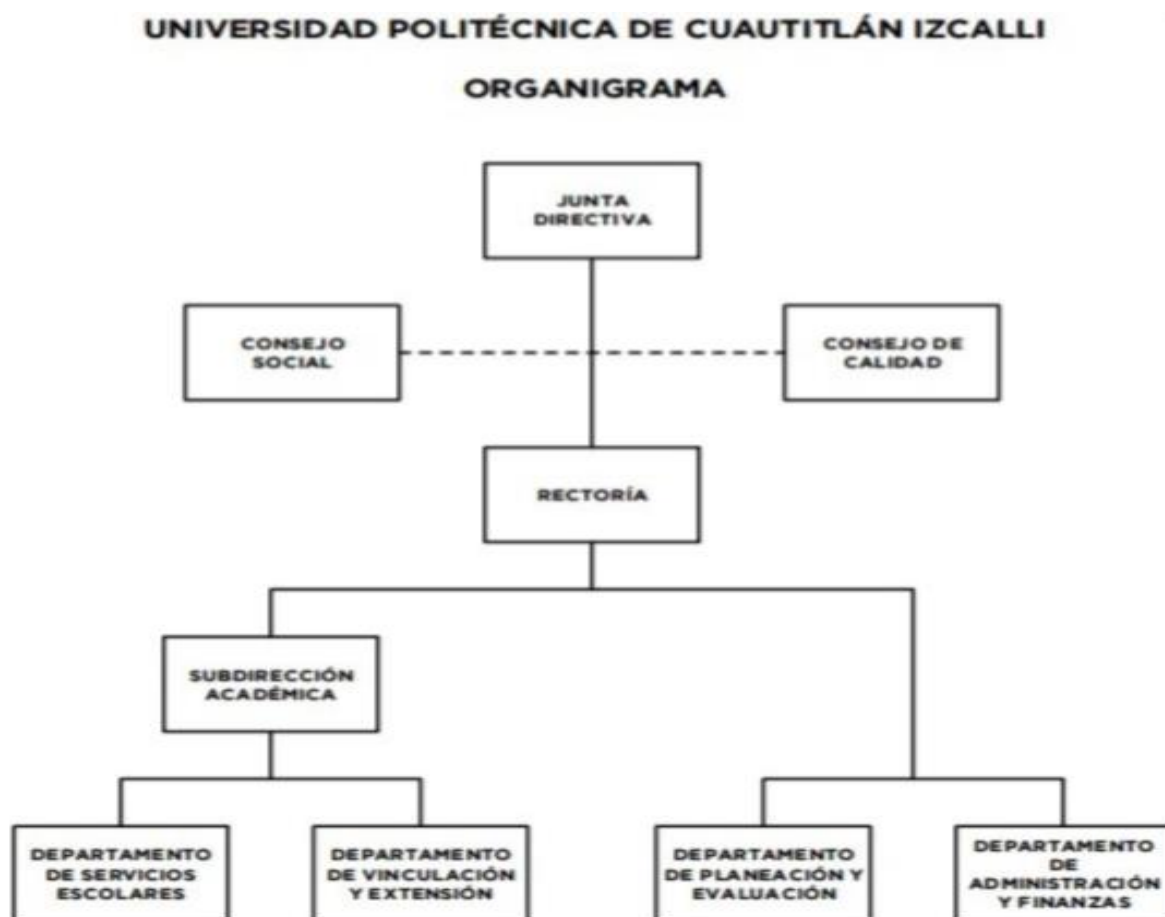 UNIVERSIDAD POLITÉCNICA DE CUAUTITLÁN IZCALLI
ORGANIGRAMA
JUNTA
DIRECTIVA
CONSEJO
SOCIAL
CONSEJO DE
CALIDAD
RECTORÍA
SUBDIRECCIÓN
ACADÉMICA
DEPARTAMENTO
DE SERVICIOS
ESCOLARES
DEPARTAMENTO
DE VINCULACIÓN
Y EXTENSIÓN
DEPARTAMENTO
DE PLANEACIÓN Y
EVALUACIÓN
DEPARTAMENTO
DE
ADMINISTRACIÓN
Y FINANZAS